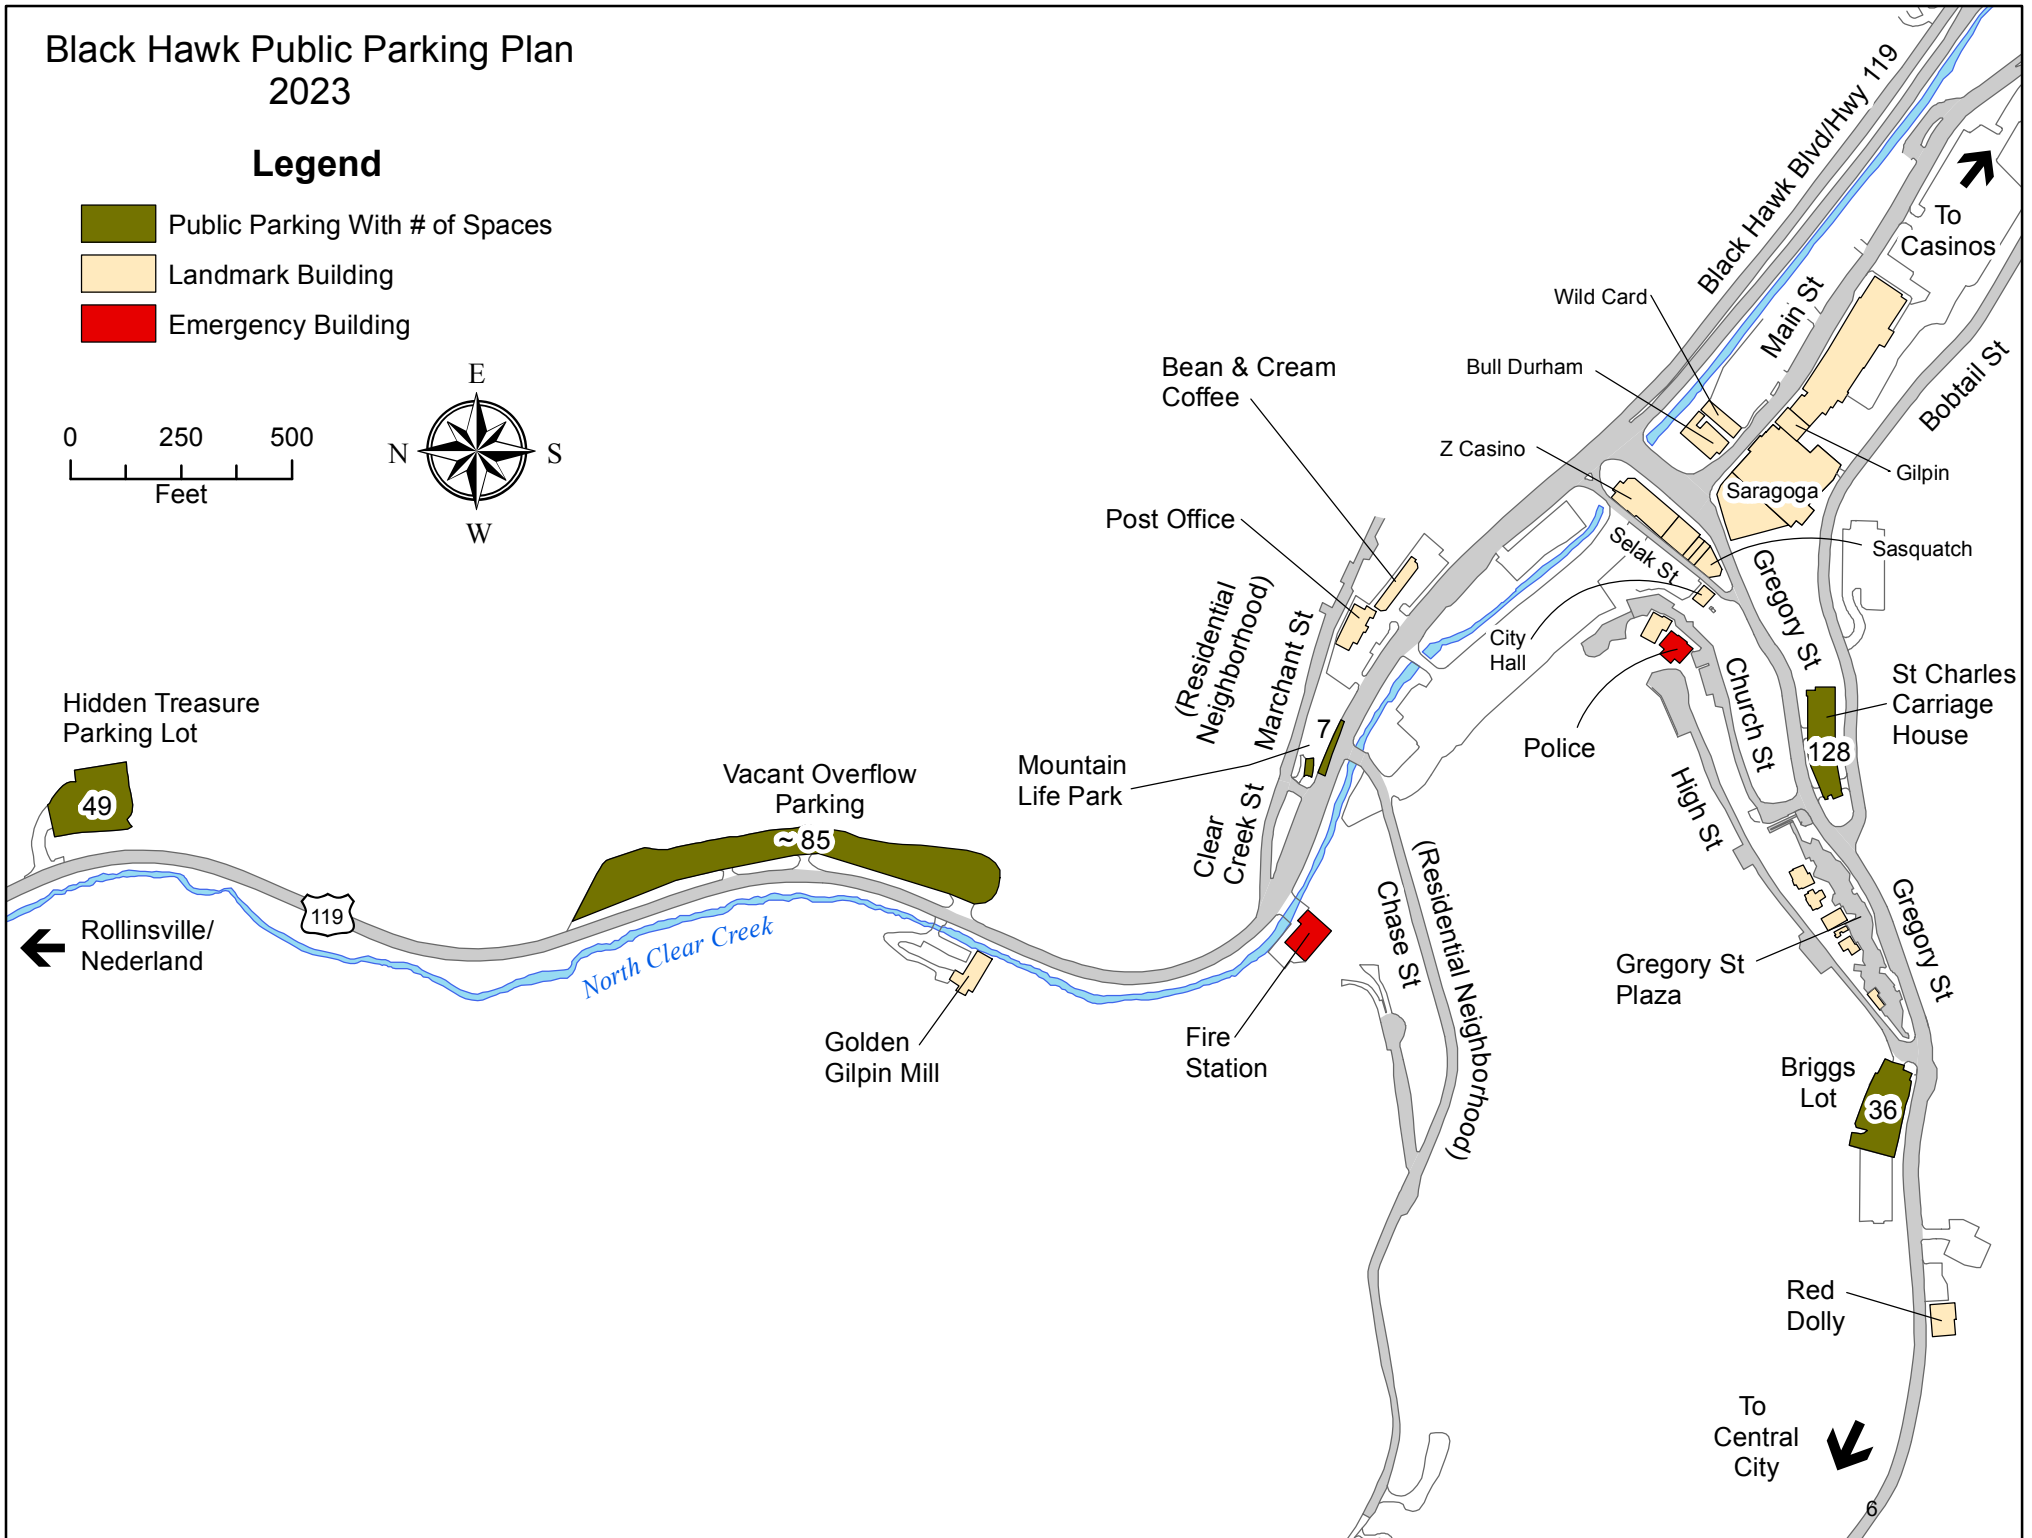 Black Hawk Public Parking Plan
2023
Legend
Public Parking With # of Spaces
Landmark Building
Emergency Building
0 250 500
Feet
E
N S
W
Black Hawk Blvd/Hwy 119
To
Casinos
Main St
Wild Card
Bull Durham
Z Casino
Bobtail St
Gilpin
Saragoga
Sasquatch
Selak St
Gregory St
Bean & Cream
Coffee
Post Office
(Residential
Neighborhood)
Marchant St
City
Hall
Police
Church St
High St
St Charles
Carriage
House
128
Hidden Treasure
Parking Lot
49
Vacant Overflow
Parking
~ 85
Mountain
Life Park
7
Clear
Creek St
Chase St
(Residential Neighborhood)
119
Rollinsville/
Nederland
North Clear Creek
Golden
Gilpin Mill
Fire
Station
Gregory St
Plaza
Gregory St
Briggs
Lot
36
Red
Dolly
To
Central
City
6